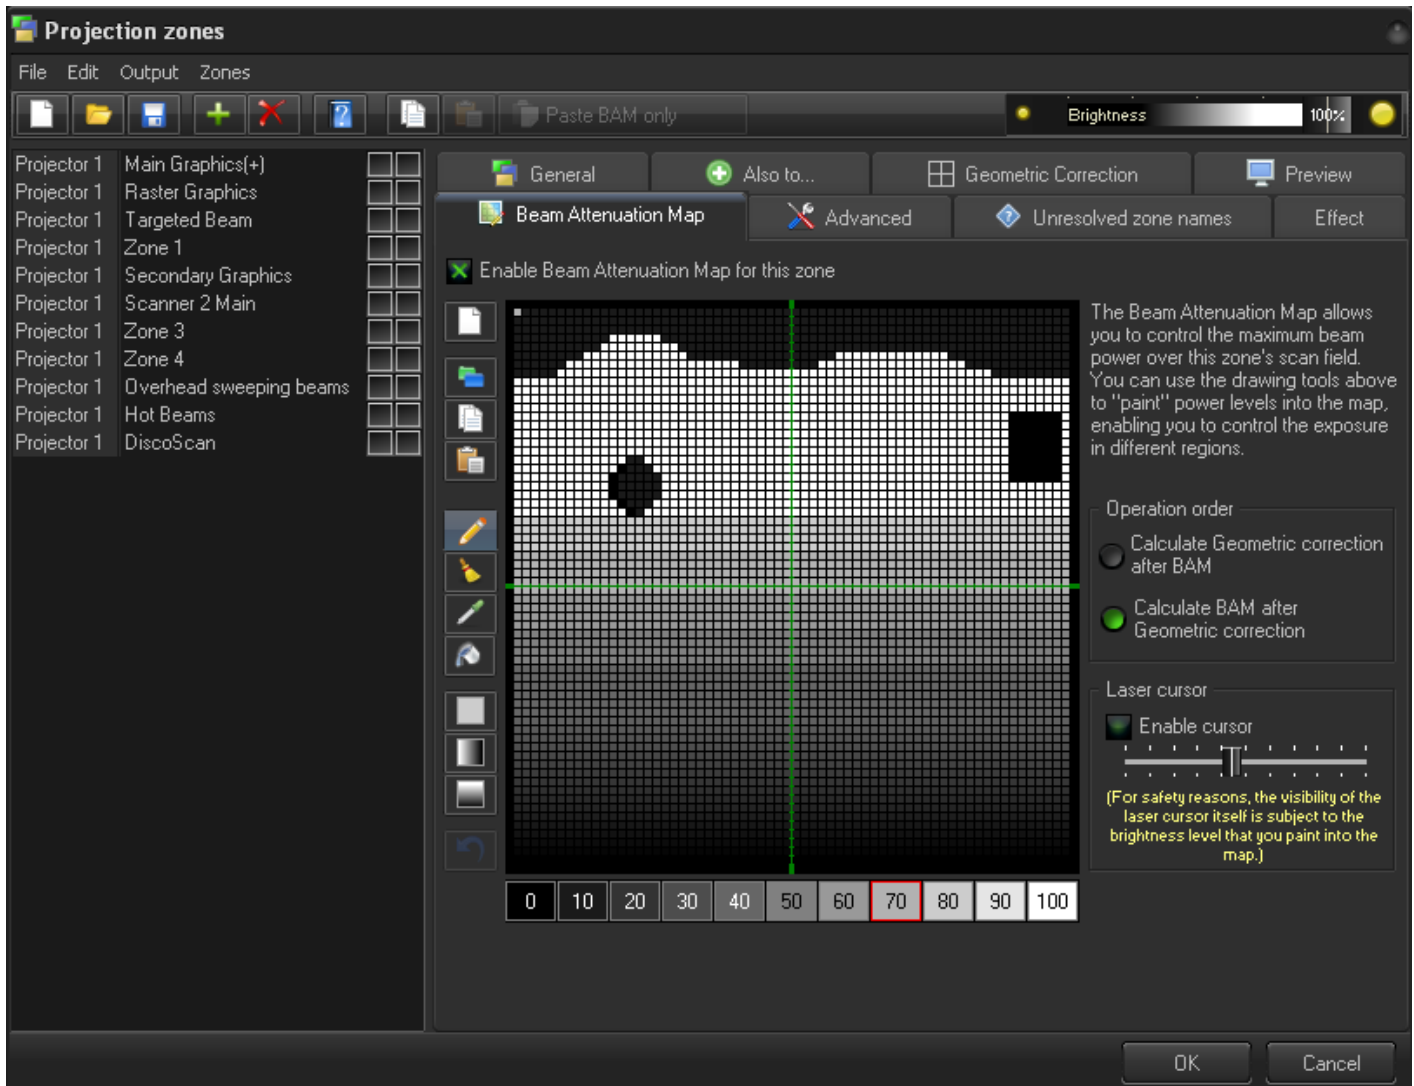 Projection zones
File Edit Output Zones
Paste BAM only
Brightness 100%
Projector 1 Main Graphics(+)
Projector 1 Raster Graphics
Projector 1 Targeted Beam
Projector 1 Zone 1
Projector 1 Secondary Graphics
Projector 1 Scanner 2 Main
Projector 1 Zone 3
Projector 1 Zone 4
Projector 1 Overhead sweeping beams
Projector 1 Hot Beams
Projector 1 DiscoScan
General Also to... Geometric Correction Preview
Beam Attenuation Map Advanced Unresolved zone names Effect
Enable Beam Attenuation Map for this zone
The Beam Attenuation Map allows
you to control the maximum beam
power over this zone's scan field.
You can use the drawing tools above
to "paint" power levels into the map,
enabling you to control the exposure
in different regions.
Operation order
Calculate Geometric correction
after BAM
Calculate BAM after
Geometric correction
Laser cursor
Enable cursor
(For safety reasons, the visibility of the
laser cursor itself is subject to the
brightness level that you paint into the
map.)
0 10 20 30 40 50 60 70 80 90 100
OK Cancel